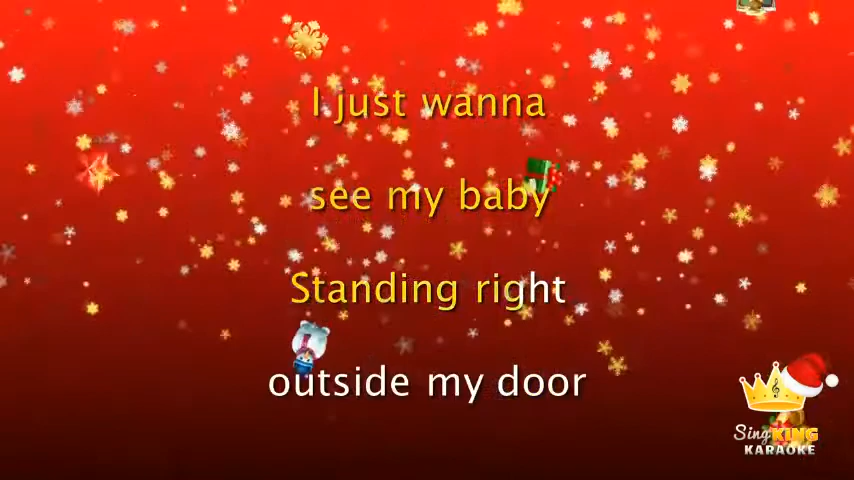 I just wanna
see my baby
Standing right
outside my door
Sing KING
KARAOKE